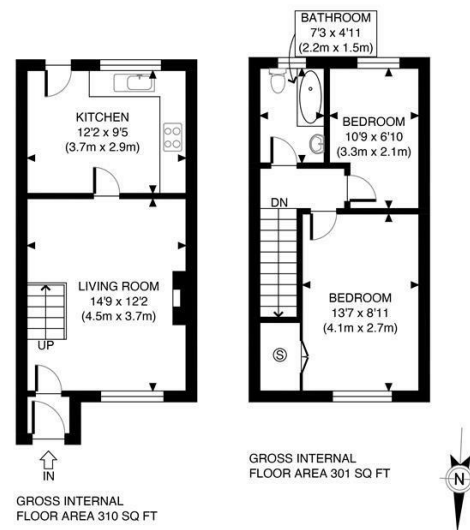 KITCHEN
12'2 x 9'5
(3.7m x 2.9m)
LIVING ROOM
14'9 x 12'2
(4.5m x 3.7m)
UP
IN
GROSS INTERNAL
FLOOR AREA 310 SQ FT
BATHROOM
7'3 x 4'11
(2.2m x 1.5m)
BEDROOM
10'9 x 6'10
(3.3m x 2.1m)
DN
BEDROOM
13'7 x 8'11
(4.1m x 2.7m)
S
GROSS INTERNAL
FLOOR AREA 301 SQ FT
N